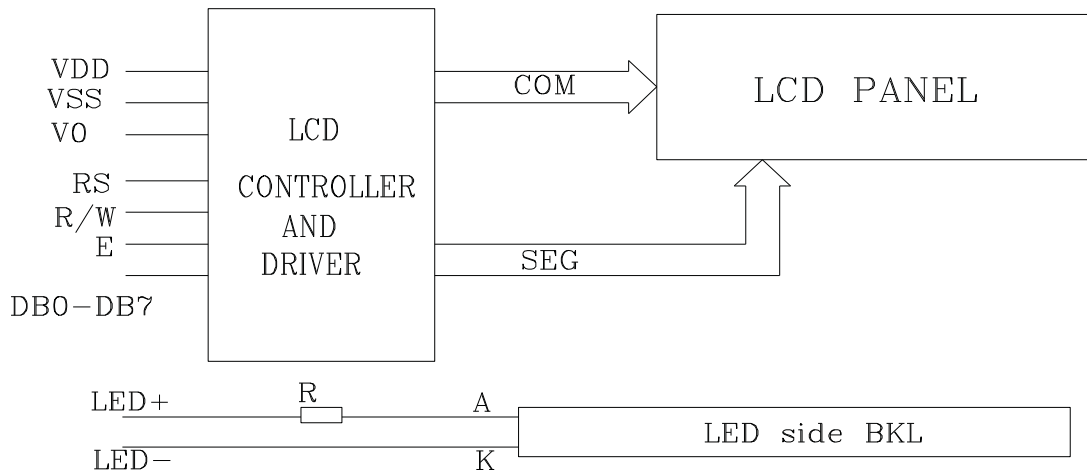 VDD
VSS
V0
RS
R/W
E
DB0-DB7
LCD
CONTROLLER
AND
DRIVER
COM
SEG
LCD PANEL
LED+
R
A
LED-
K
LED side BKL